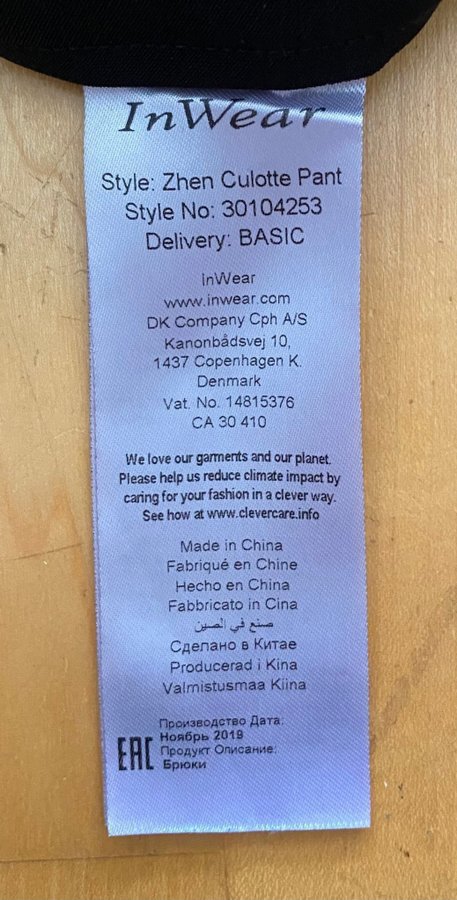 InWear
Style: Zhen Culotte Pant
Style No: 30104253
Delivery: BASIC
InWear
www.inwear.com
DK Company Cph A/S
Kanonbådsvej 10,
1437 Copenhagen K.
Denmark
Vat. No. 14815376
CA 30 410
We love our garments and our planet.
Please help us reduce climate impact by
caring for your fashion in a clever way.
See how at www.clevercare.info
Made in China
Fabriqué en Chine
Hecho en China
Fabbricato in Cina
صنع في الصين
Сделано в Китае
Producerad i Kina
Valmistusmaa Kiina
Производство Дата:
Ноябрь 2019
EAC Продукт Описание:
Брюки